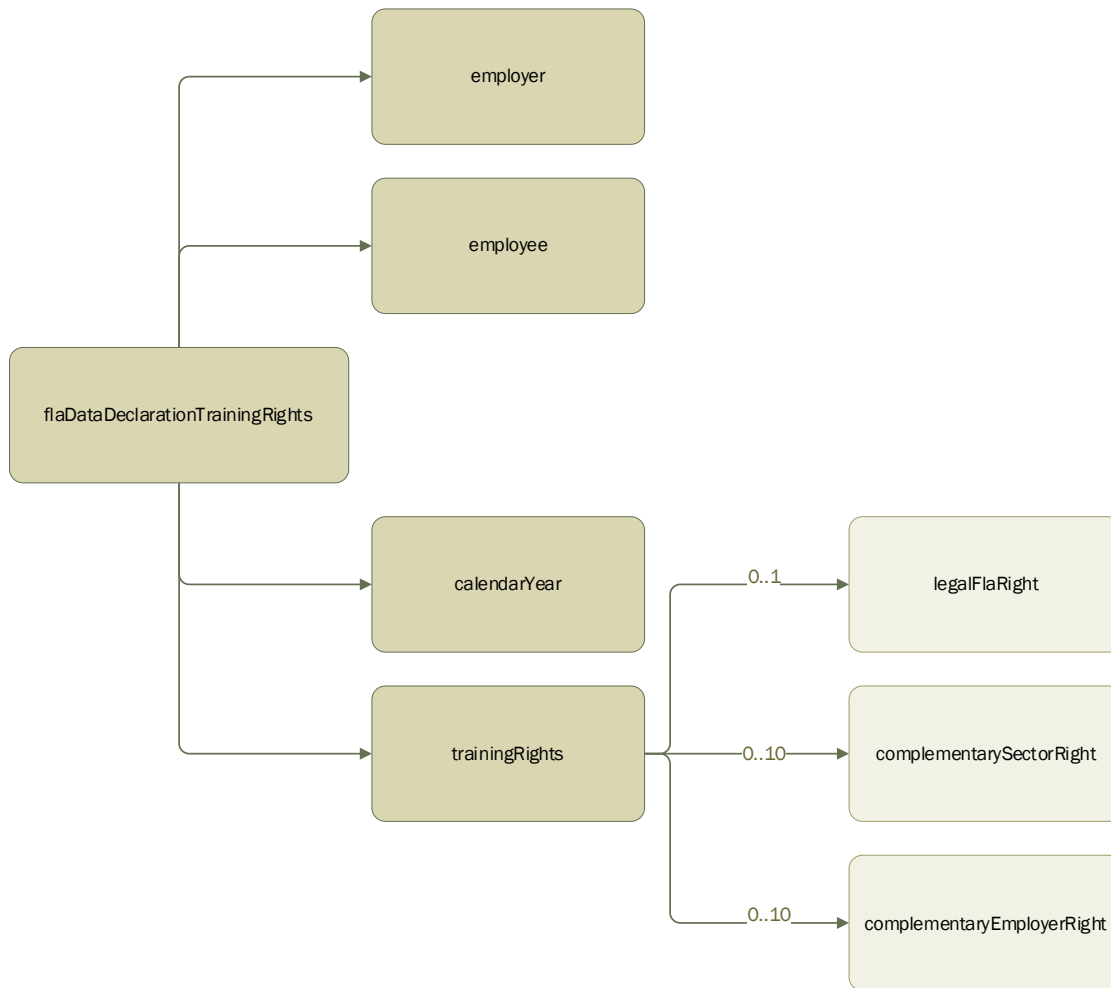 employer
employee
flaDataDeclarationTrainingRights
calendarYear
0..1
legalFlaRight
trainingRights
0..10
complementarySectorRight
0..10
complementaryEmployerRight